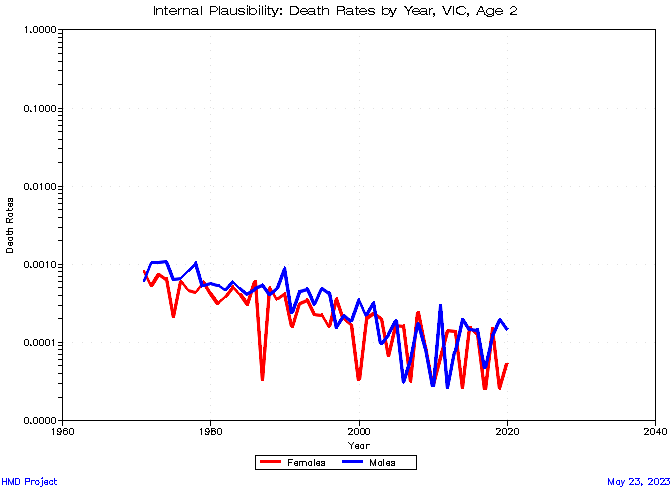 Internal Plausibility: Death Rates by Year, VIC, Age 2
1.0000
0.1000
0.0100
0.0010
0.0001
0.0000
Death Rates
1960 1980 2000 2020 2040
Year
Females Males
HMD Project May 23, 2023